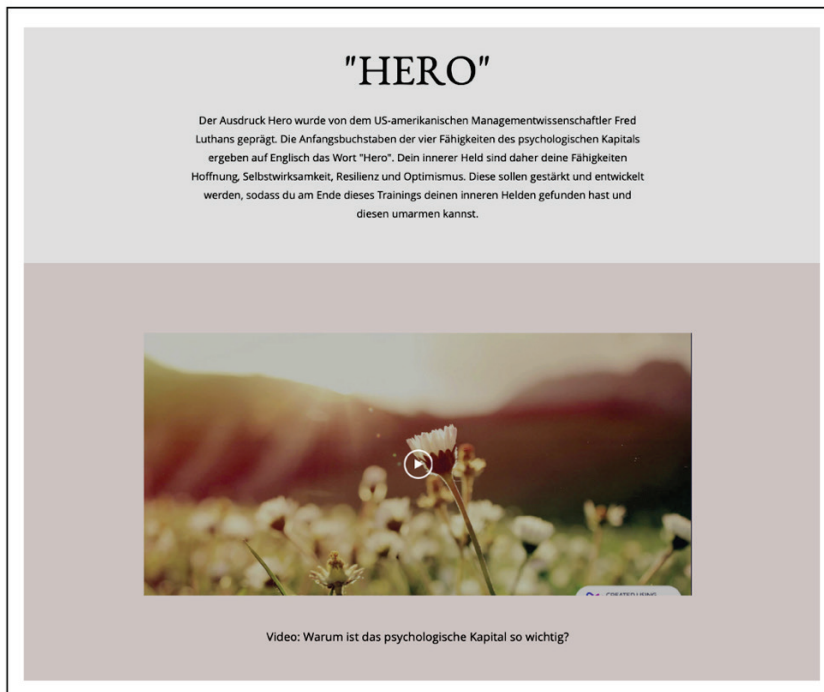 "HERO"
Der Ausdruck Hero wurde von dem US-amerikanischen Managementwissenschaftler Fred
Luthans geprägt. Die Anfangsbuchstaben der vier Fähigkeiten des psychologischen Kapitals
ergeben auf Englisch das Wort "Hero". Dein innerer Held sind daher deine Fähigkeiten
Hoffnung, Selbstwirksamkeit, Resilienz und Optimismus. Diese sollen gestärkt und entwickelt
werden, sodass du am Ende dieses Trainings deinen inneren Helden gefunden hast und
diesen umarmen kannst.
CREATED USING
Video: Warum ist das psychologische Kapital so wichtig?